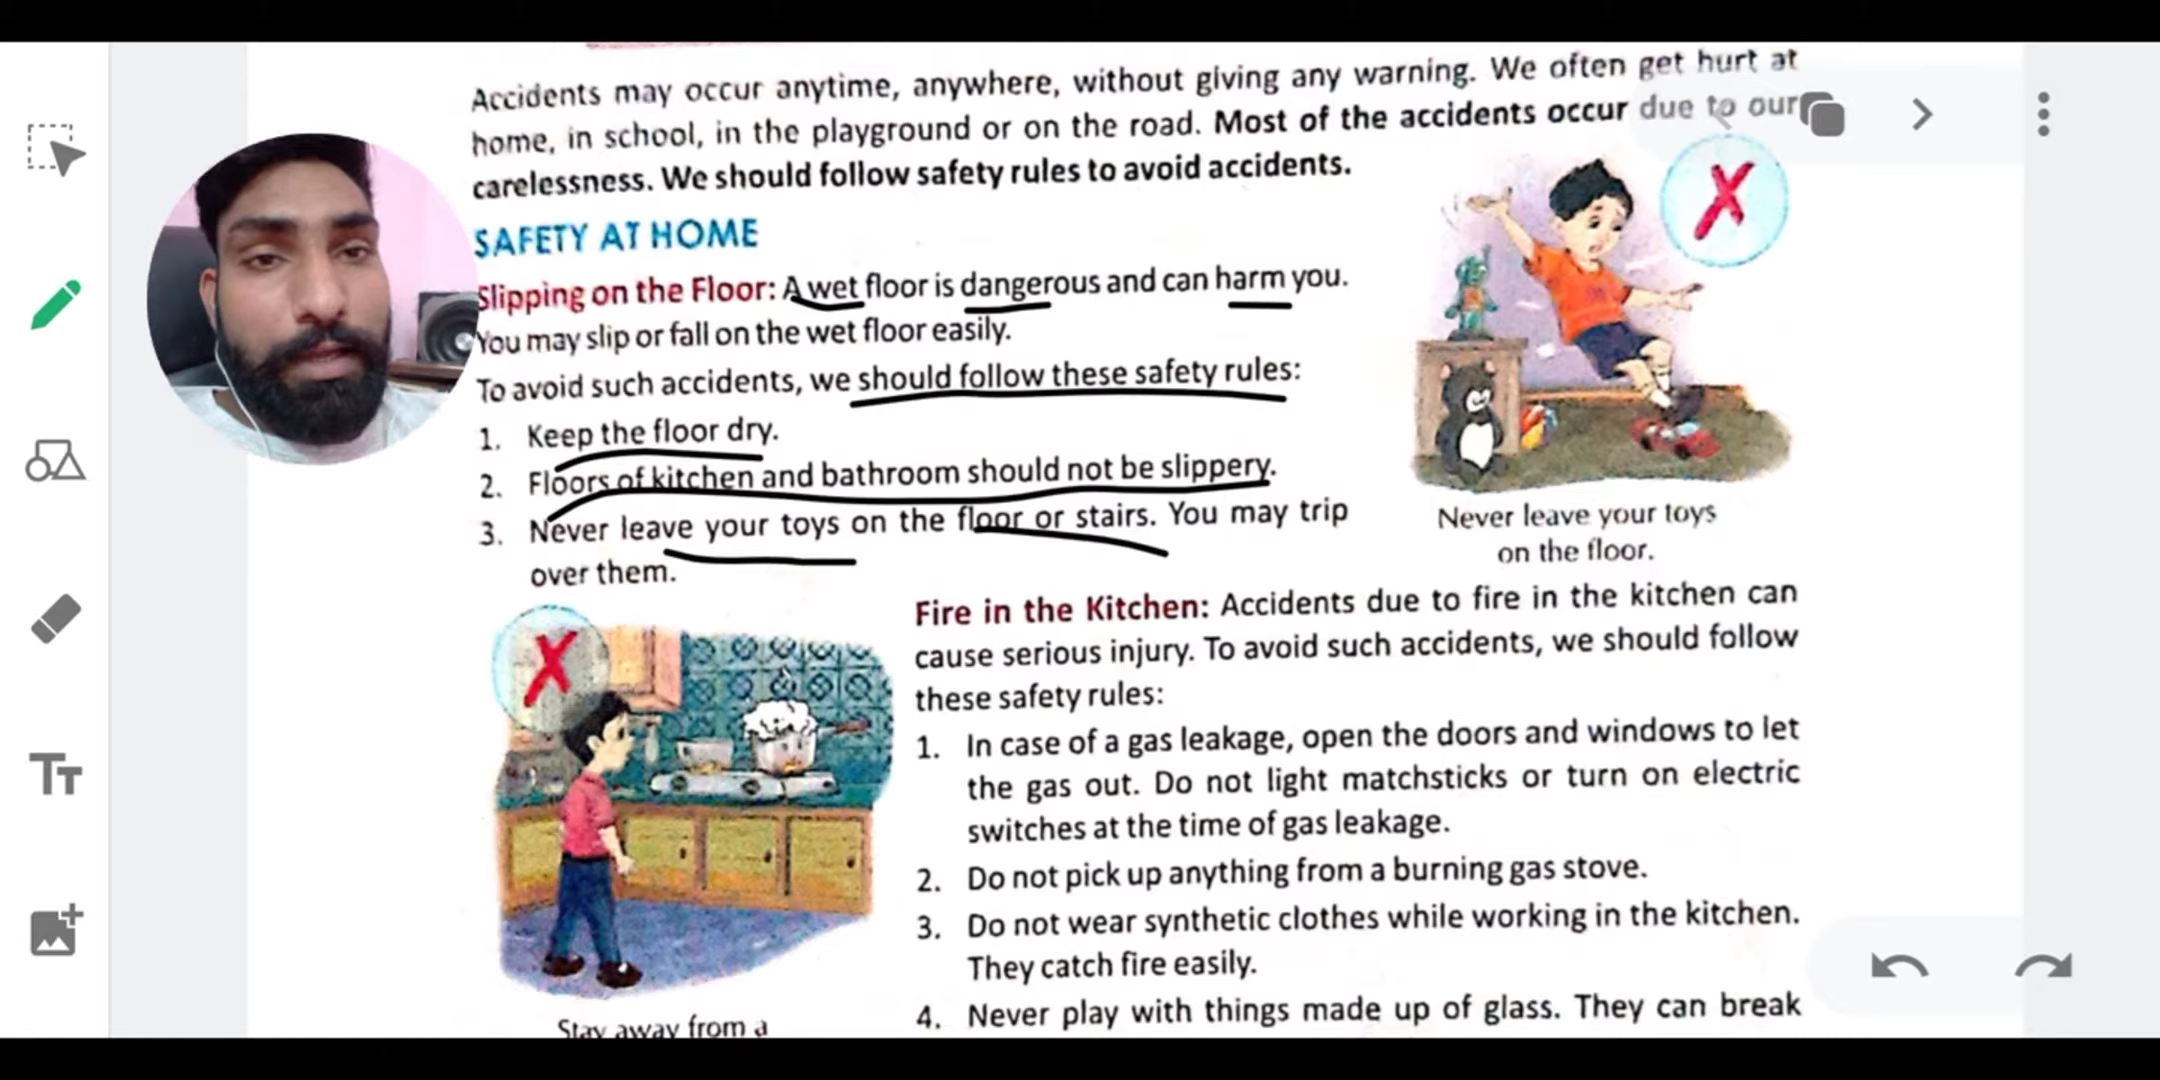 Accidents may occur anytime, anywhere, without giving any warning. We often get hurt at
home, in school, in the playground or on the road. Most of the accidents occur due to our
carelessness. We should follow safety rules to avoid accidents.
SAFETY AT HOME
Slipping on the Floor: A wet floor is dangerous and can harm you.
You may slip or fall on the wet floor easily.
To avoid such accidents, we should follow these safety rules:
1. Keep the floor dry.
2. Floors of kitchen and bathroom should not be slippery.
3. Never leave your toys on the floor or stairs. You may trip
over them.
Never leave your toys
on the floor.
Fire in the Kitchen: Accidents due to fire in the kitchen can
cause serious injury. To avoid such accidents, we should follow
these safety rules:
1. In case of a gas leakage, open the doors and windows to let
the gas out. Do not light matchsticks or turn on electric
switches at the time of gas leakage.
2. Do not pick up anything from a burning gas stove.
3. Do not wear synthetic clothes while working in the kitchen.
They catch fire easily.
4. Never play with things made up of glass. They can break
Stay away from a
TT